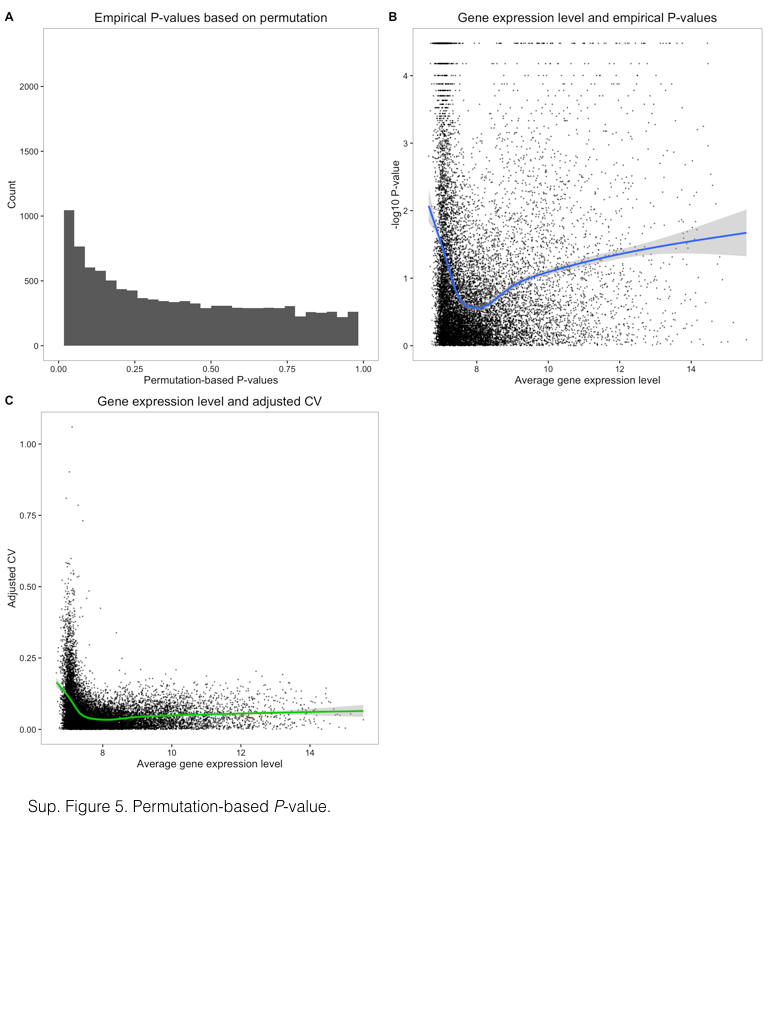 A
Empirical P-values based on permutation
2000
1500
1000
500
0
Count
0.00 0.25 0.50 0.75 1.00
Permutation-based P-values
B
Gene expression level and empirical P-values
4
3
2
1
0
-log10 P-value
8 10 12 14
Average gene expression level
C
Gene expression level and adjusted CV
1.00
0.75
0.50
0.25
0.00
Adjusted CV
8 10 12 14
Average gene expression level
Sup. Figure 5. Permutation-based P-value.